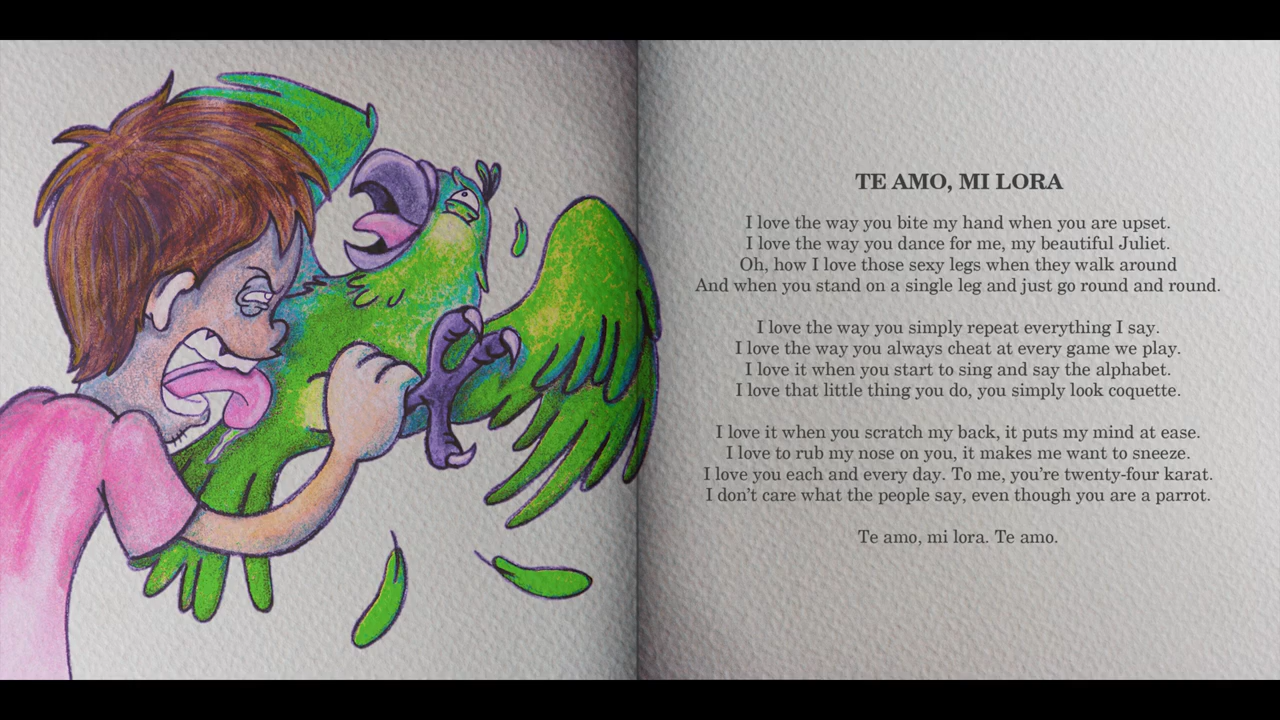 TE AMO, MI LORA
I love the way you bite my hand when you are upset.
I love the way you dance for me, my beautiful Juliet.
Oh, how I love those sexy legs when they walk around
And when you stand on a single leg and just go round and round.
I love the way you simply repeat everything I say.
I love the way you always cheat at every game we play.
I love it when you start to sing and say the alphabet.
I love that little thing you do, you simply look coquette.
I love it when you scratch my back, it puts my mind at ease.
I love to rub my nose on you, it makes me want to sneeze.
I love you each and every day. To me, you’re twenty-four karat.
I don’t care what the people say, even though you are a parrot.
Te amo, mi lora. Te amo.